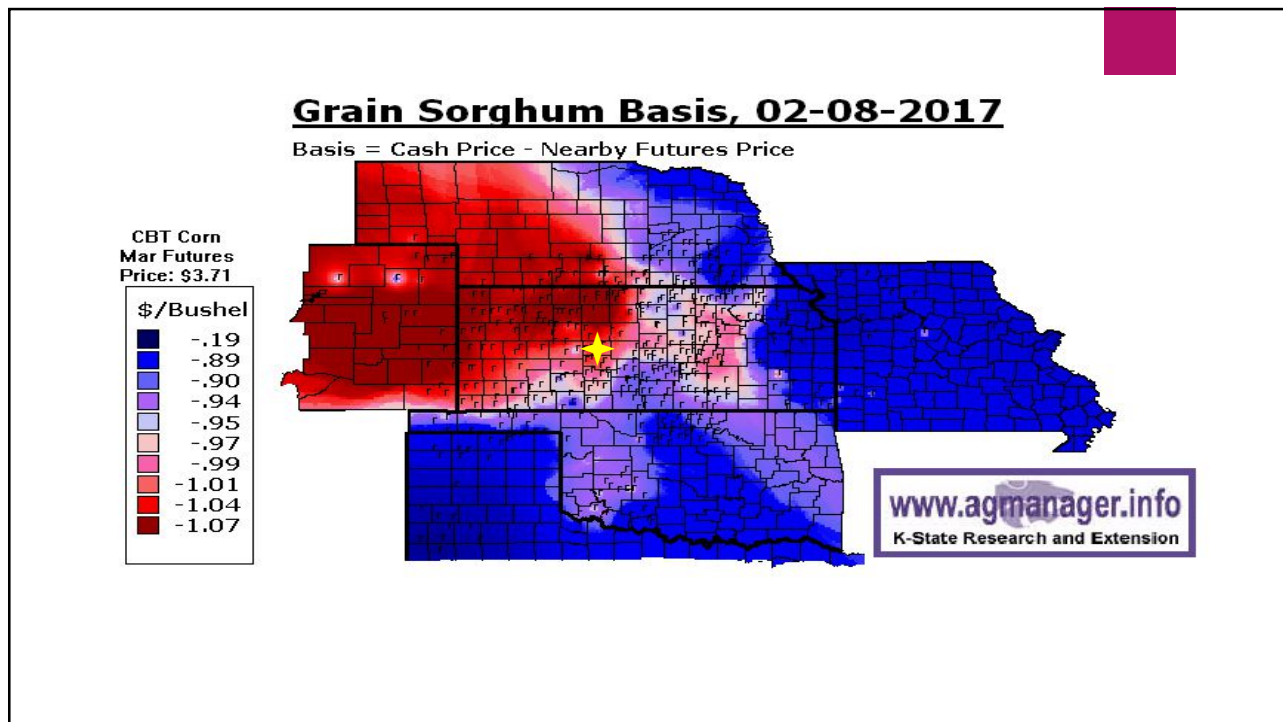 Grain Sorghum Basis, 02-08-2017
Basis = Cash Price - Nearby Futures Price
CBT Corn
Mar Futures
Price: $3.71
$/Bushel
-.19
-.89
-.90
-.94
-.95
-.97
-.99
-1.01
-1.04
-1.07
www.agmanager.info
K-State Research and Extension